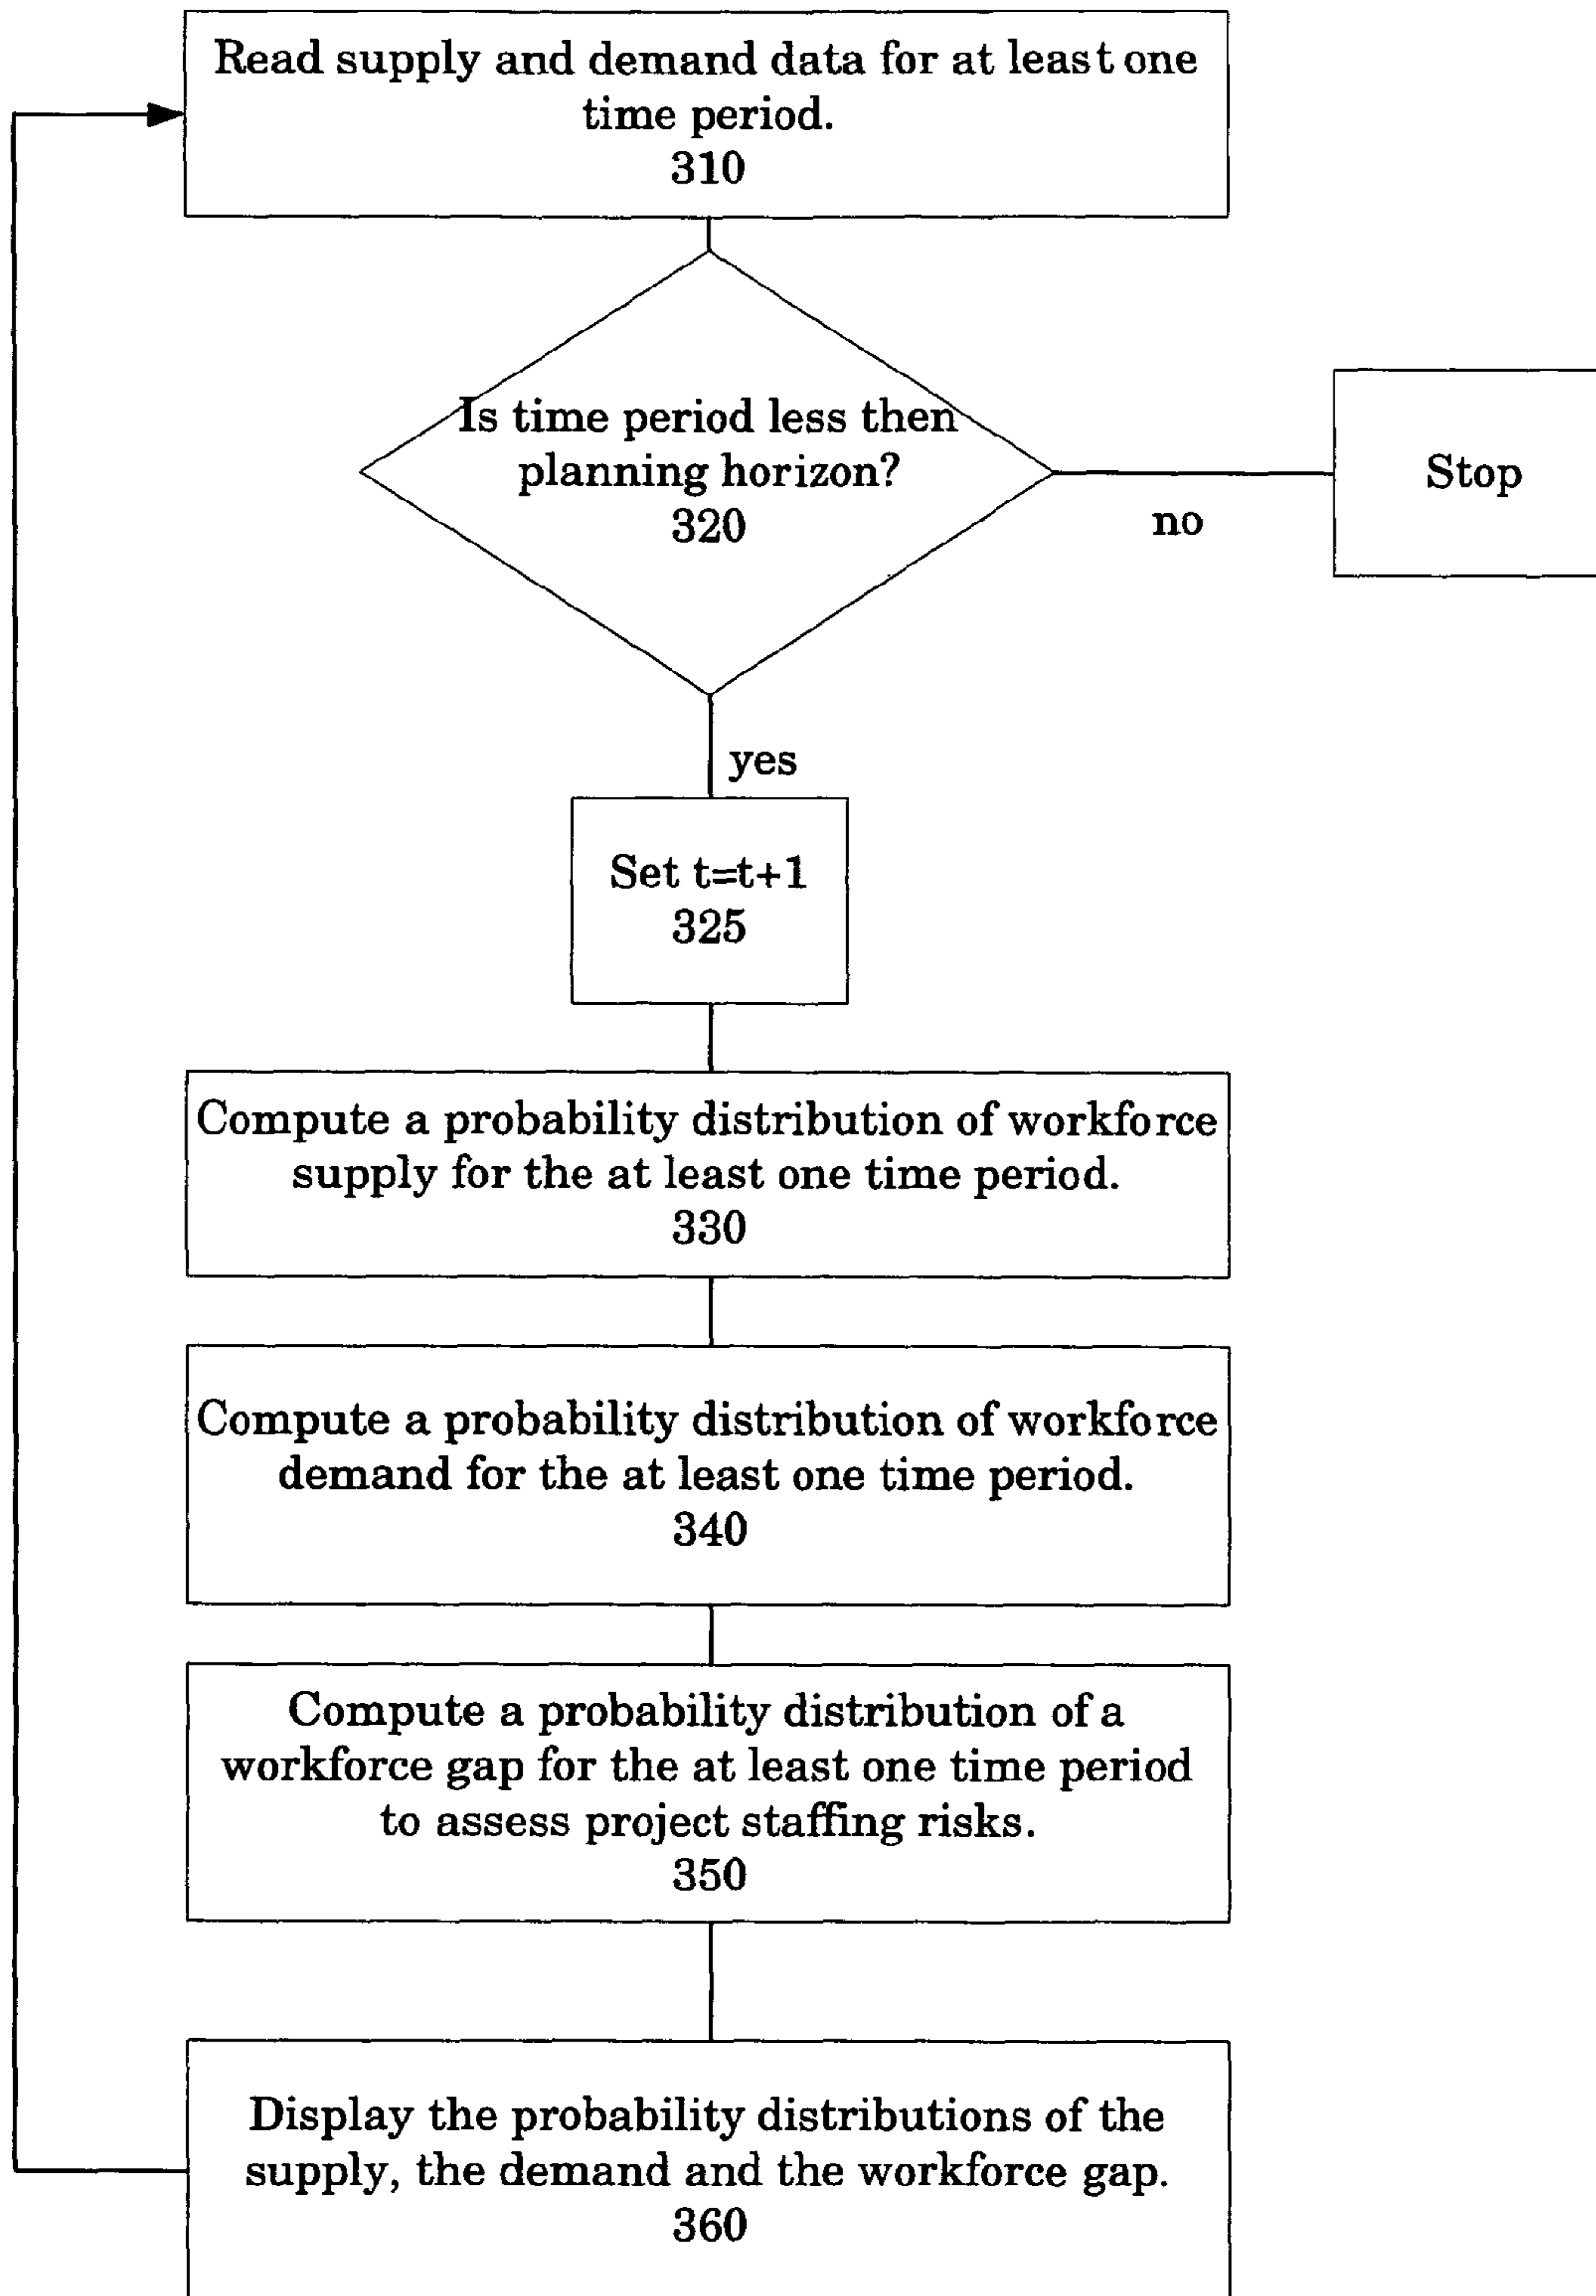 Read supply and demand data for at least one
time period.
310
Is time period less then
planning horizon?
320
no
Stop
yes
Set t=t+1
325
Compute a probability distribution of workforce
supply for the at least one time period.
330
Compute a probability distribution of workforce
demand for the at least one time period.
340
Compute a probability distribution of a
workforce gap for the at least one time period
to assess project staffing risks.
350
Display the probability distributions of the
supply, the demand and the workforce gap.
360